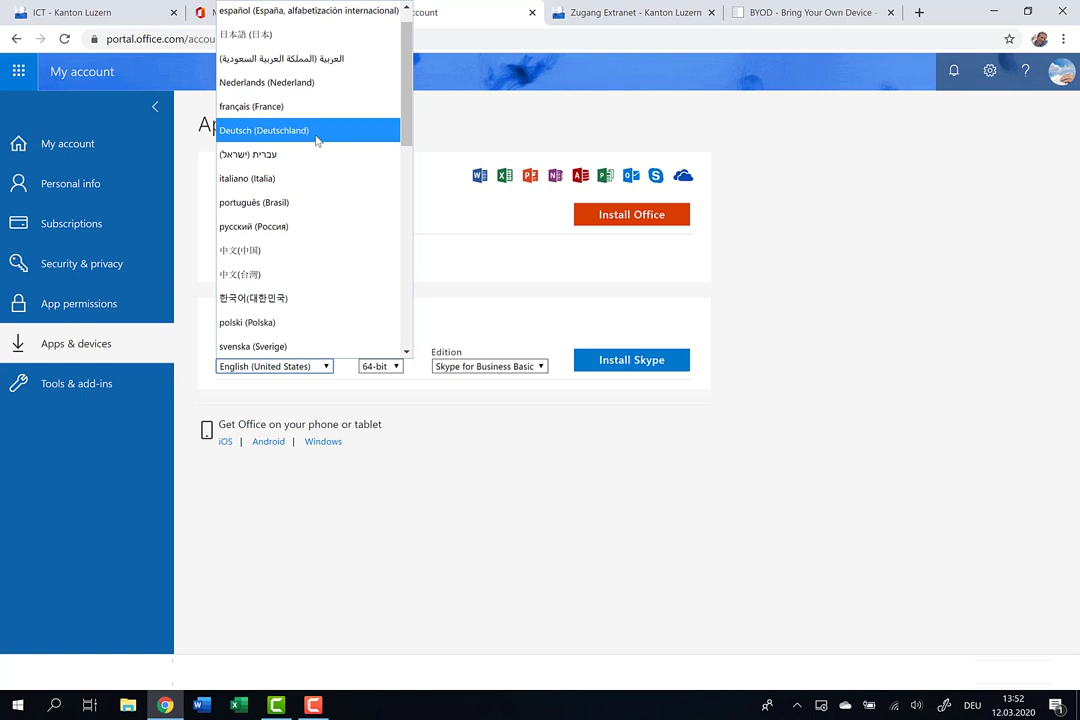 ICT - Kanton Luzern
M
ccount
Zugang Extranet - Kanton Luzern
BYOD - Bring Your Own Device -
portal.office.com/accou
My account
Ap
español (España, alfabetización internacional)
日本語 (日本)
العربية (المملكة العربية السعودية)
Nederlands (Nederland)
français (France)
Deutsch (Deutschland)
עברית (ישראל)
italiano (Italia)
português (Brasil)
русский (Россия)
中文(中国)
中文(台灣)
한국어(대한민국)
polski (Polska)
svenska (Sverige)
My account
Personal info
Subscriptions
Security & privacy
App permissions
Apps & devices
Tools & add-ins
Install Office
Edition
English (United States)
64-bit
Skype for Business Basic
Install Skype
Get Office on your phone or tablet
iOS | Android | Windows
DEU
13:52
12.03.2020
1